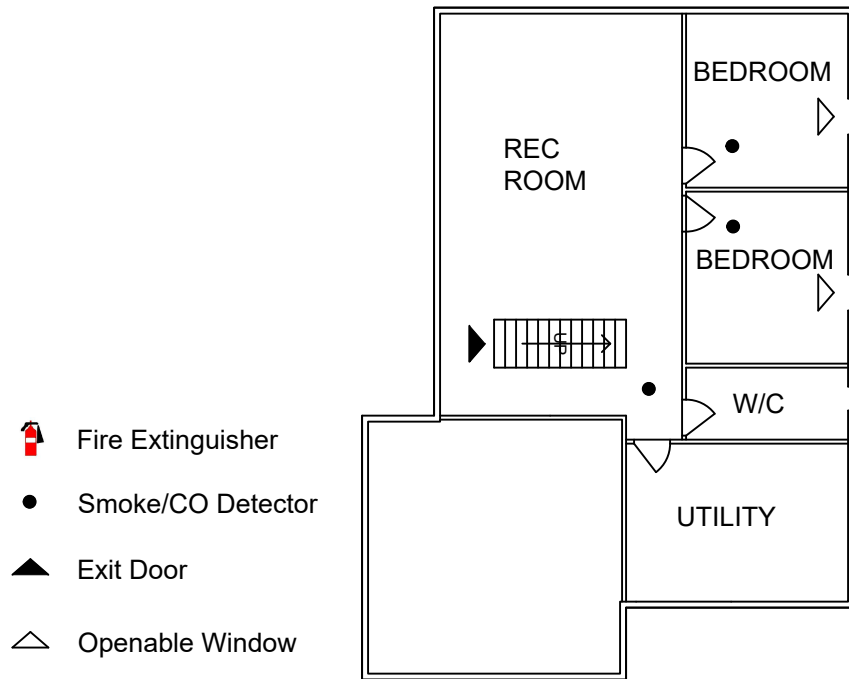 BEDROOM
REC
ROOM
BEDROOM
UP
W/C
Fire Extinguisher
Smoke/CO Detector
UTILITY
Exit Door
Openable Window